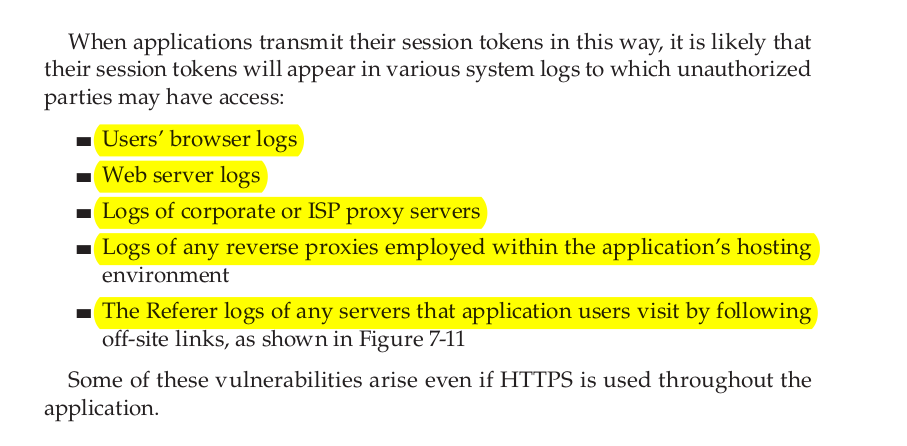 When applications transmit their session tokens in this way, it is likely that
their session tokens will appear in various system logs to which unauthorized
parties may have access:
■ Users’ browser logs
■ Web server logs
■ Logs of corporate or ISP proxy servers
■ Logs of any reverse proxies employed within the application’s hosting
environment
■ The Referer logs of any servers that application users visit by following
off-site links, as shown in Figure 7-11
Some of these vulnerabilities arise even if HTTPS is used throughout the
application.